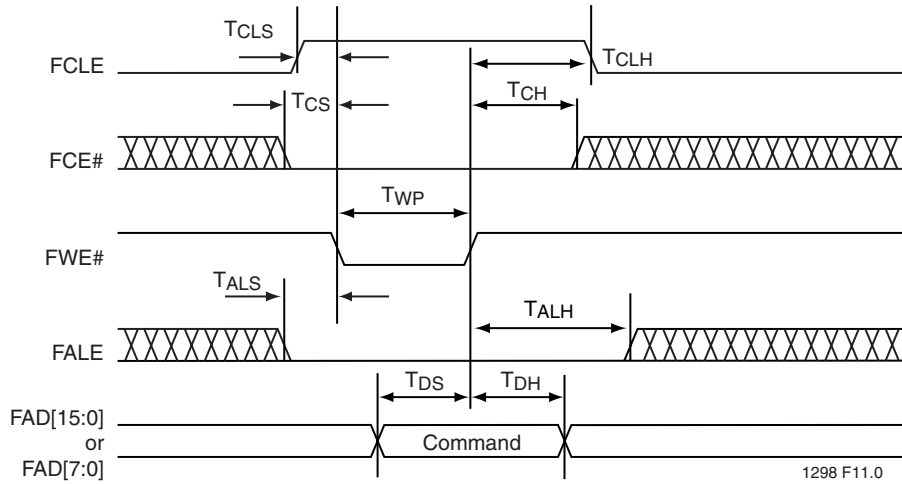 TCLS
FCLE
TCLH
TCS
TCH
FCE#
TWP
FWE#
TALS
TALH
FALE
TDS
TDH
FAD[15:0]
or
FAD[7:0]
Command
1298 F11.0